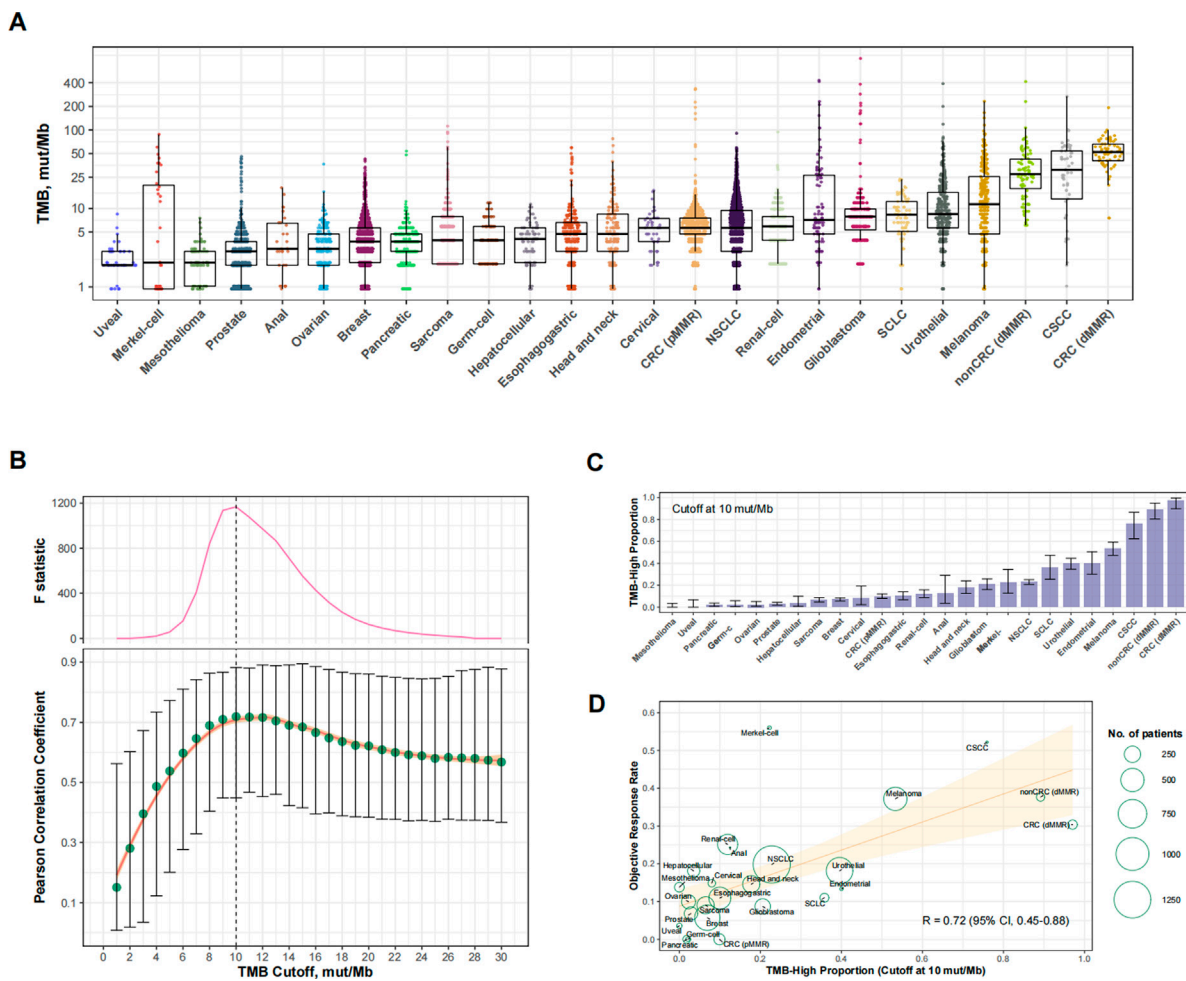 A
TMB, mut/Mb
400
200
100
50
25
10
5
1
Uveal
Merkel-cell
Mesothelioma
Prostate
Anal
Ovarian
Breast
Pancreatic
Sarcoma
Germ-cell
Hepatocellular
Esophagogastric
Head and neck
Cervical
CRC (pMMR)
NSCLC
Renal-cell
Endometrial
Glioblastoma
SCLC
Urothelial
Melanoma
nonCRC (dMMR)
CSCC
CRC (dMMR)
B
F statistic
1200
800
400
0
Pearson Correlation Coefficient
0.9
0.7
0.5
0.3
0.1
0 2 4 6 8 10 12 14 16 18 20 22 24 26 28 30
TMB Cutoff, mut/Mb
C
Cutoff at 10 mut/Mb
TMB-High Proportion
1.0
0.8
0.6
0.4
0.2
0.0
Mesothelioma
Uveal
Pancreatic
Germ-c
Ovarian
Prostate
Hepatocellular
Sarcoma
Breast
Cervical
CRC (pMMR)
Esophagogastric
Renal-cell
Anal
Head and neck
Glioblastom
Merkel-
NSCLC
SCLC
Urothelial
Endometrial
Melanoma
CSCC
nonCRC (dMMR)
CRC (dMMR)
D
Objective Response Rate
0.6
0.5
0.4
0.3
0.2
0.1
0.0
Merkel-cell
CSCC
Melanoma
nonCRC (dMMR)
CRC (dMMR)
Renal-cell
Anal
NSCLC
Hepatocellular
Urothelial
Mesothelioma
Cervical
Head and neck
Endometrial
Ovarian
Esophagogastric
SCLC
Sarcoma
Glioblastoma
Prostate
Breast
Uveal
Germ-cell
Pancreatic
CRC (pMMR)
R = 0.72 (95% CI, 0.45-0.88)
0.0 0.2 0.4 0.6 0.8 1.0
TMB-High Proportion (Cutoff at 10 mut/Mb)
No. of patients
250
500
750
1000
1250